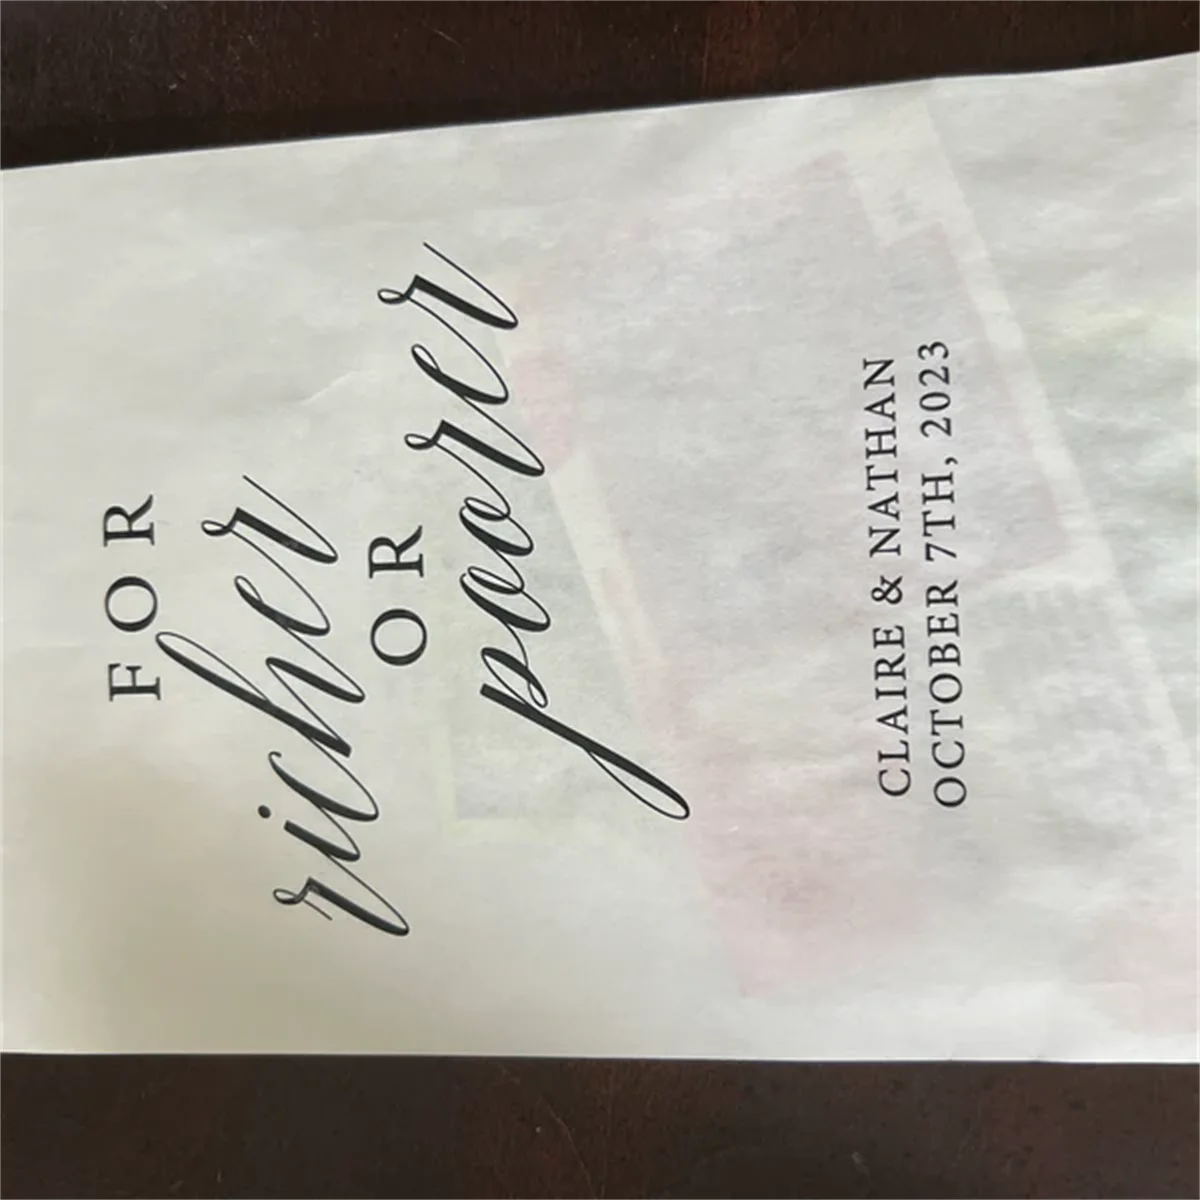 FOR
richer
OR
poorer
CLAIRE & NATHAN
OCTOBER 7TH, 2023